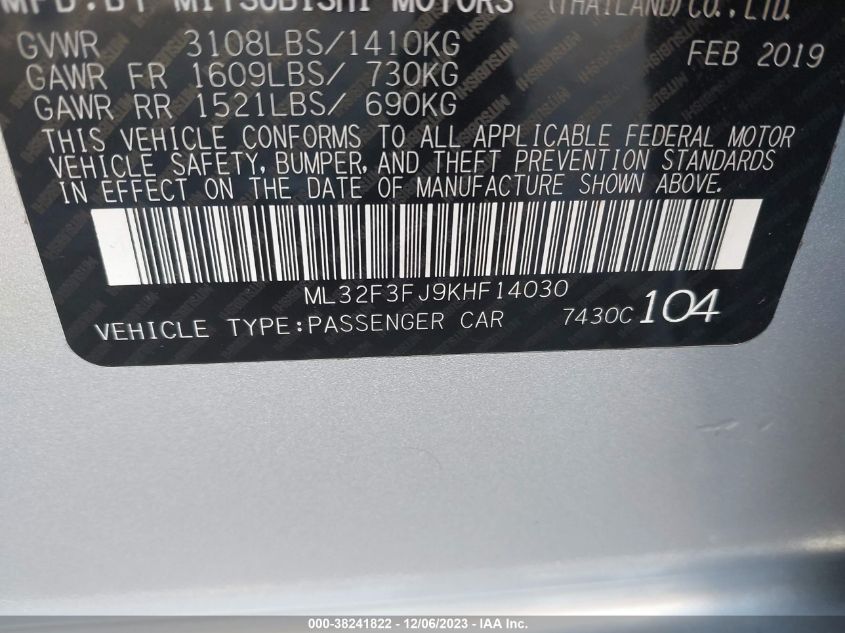 MFD.BY MITSUBISHI MOTORS (THAILAND)CO.,LTD.
GVWR 3108LBS/1410KG FEB 2019
GAWR FR 1609LBS/ 730KG
GAWR RR 1521LBS/ 690KG
THIS VEHICLE CONFORMS TO ALL APPLICABLE FEDERAL MOTOR
VEHICLE SAFETY, BUMPER, AND THEFT PREVENTION STANDARDS
IN EFFECT ON THE DATE OF MANUFACTURE SHOWN ABOVE.
ML32F3FJ9KHF14030
VEHICLE TYPE:PASSENGER CAR 7430C 104
000-38241822 - 12/06/2023 - IAA Inc.